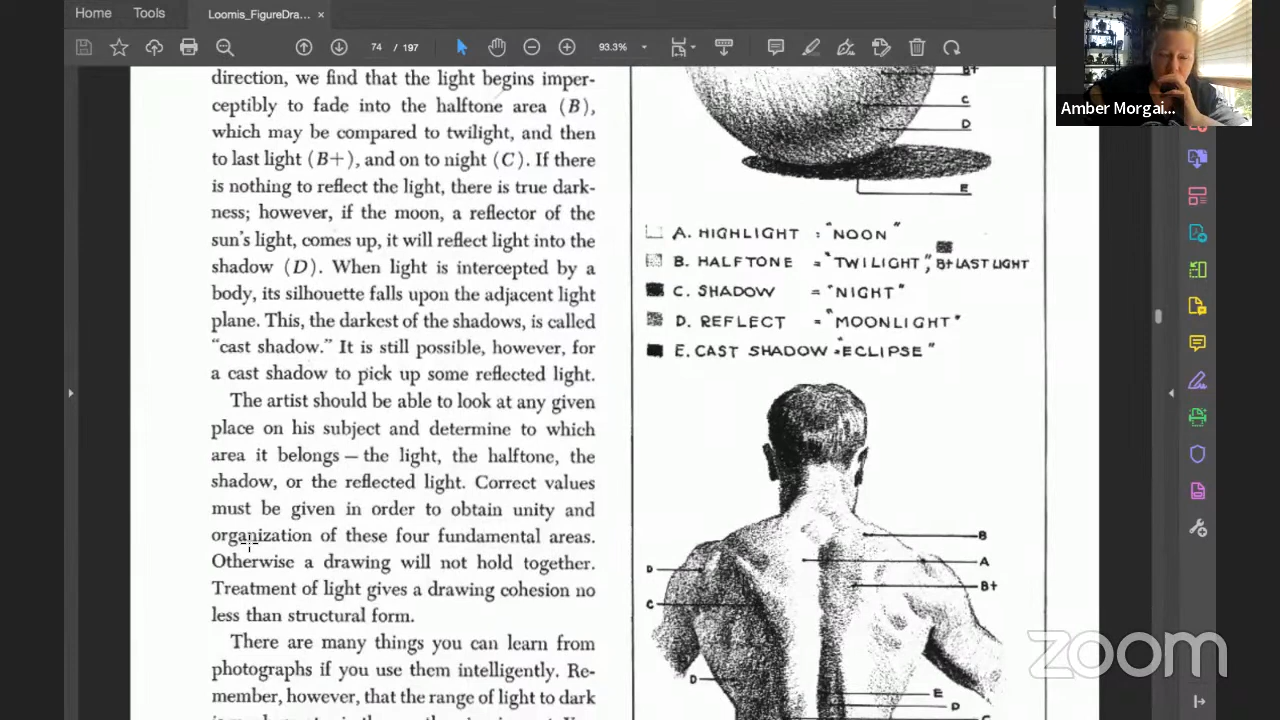 Home Tools Loomis_FigureDra... ×
74 / 197 93.3%
Amber Morgai...
direction, we find that the light begins imper-
ceptibly to fade into the halftone area (B),
which may be compared to twilight, and then
to last light (B+), and on to night (C). If there
is nothing to reflect the light, there is true dark-
ness; however, if the moon, a reflector of the
sun's light, comes up, it will reflect light into the
shadow (D). When light is intercepted by a
body, its silhouette falls upon the adjacent light
plane. This, the darkest of the shadows, is called
"cast shadow." It is still possible, however, for
a cast shadow to pick up some reflected light.
The artist should be able to look at any given
place on his subject and determine to which
area it belongs — the light, the halftone, the
shadow, or the reflected light. Correct values
must be given in order to obtain unity and
organization of these four fundamental areas.
Otherwise a drawing will not hold together.
Treatment of light gives a drawing cohesion no
less than structural form.
There are many things you can learn from
photographs if you use them intelligently. Re-
member, however, that the range of light to dark
B+
C
D
E
A. HIGHLIGHT : "NOON"
B. HALFTONE = "TWILIGHT", B+ LAST LIGHT
C. SHADOW = "NIGHT"
D. REFLECT = "MOONLIGHT"
E. CAST SHADOW = "ECLIPSE"
B
A
D
B+
C
D
E
D
C
zoom